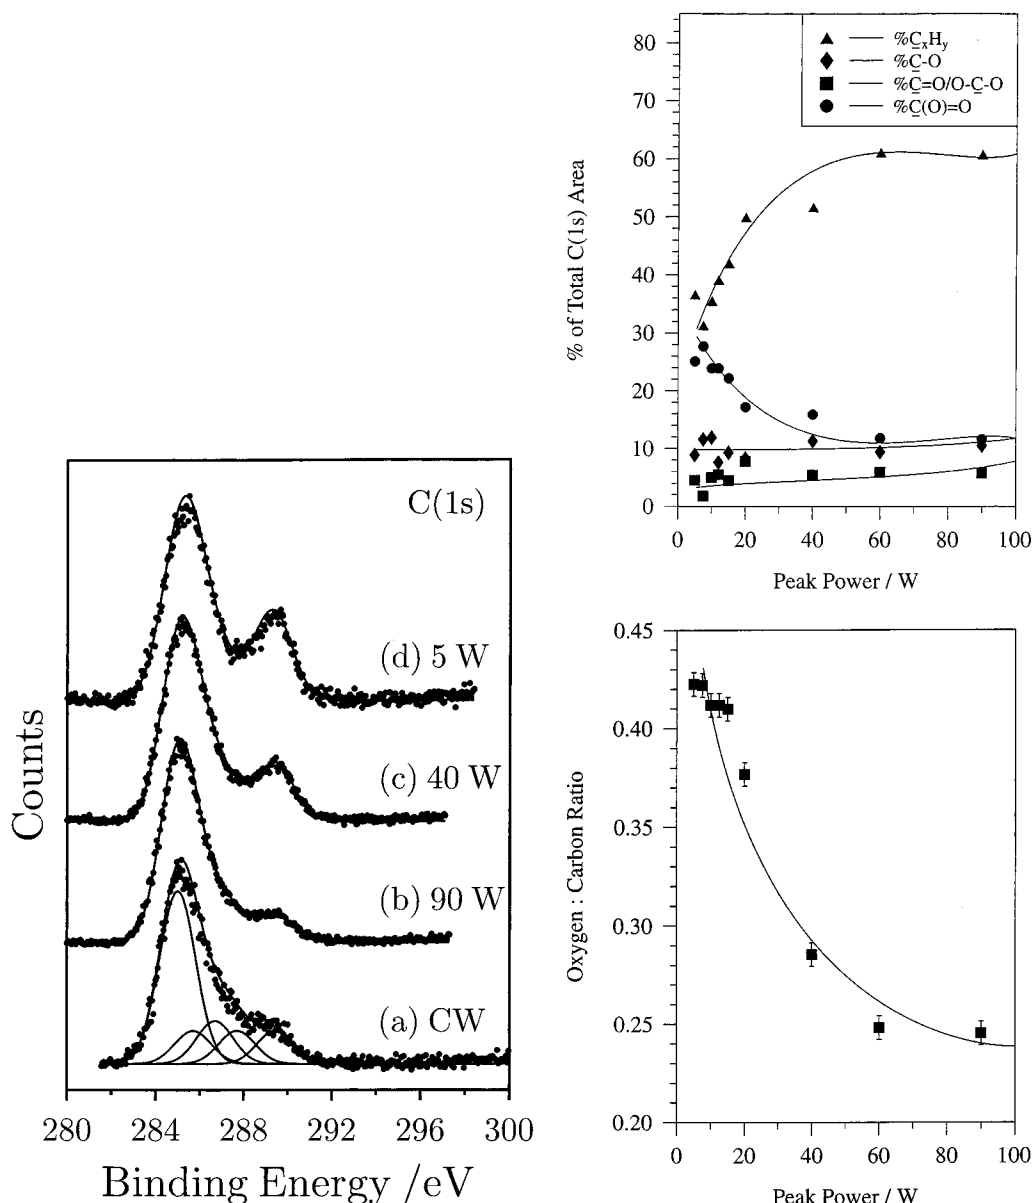 C(1s)
(d) 5 W
(c) 40 W
(b) 90 W
(a) CW
Counts
280 284 288 292 296 300
Binding Energy /eV
%C̲ₓHᵧ
%C̲-O
%C̲=O/O-C̲-O
%C̲(O)=O
80
70
60
50
40
30
20
10
0
% of Total C(1s) Area
0 20 40 60 80 100
Peak Power / W
0.45
0.40
0.35
0.30
0.25
0.20
Oxygen : Carbon Ratio
0 20 40 60 80 100
Peak Power / W